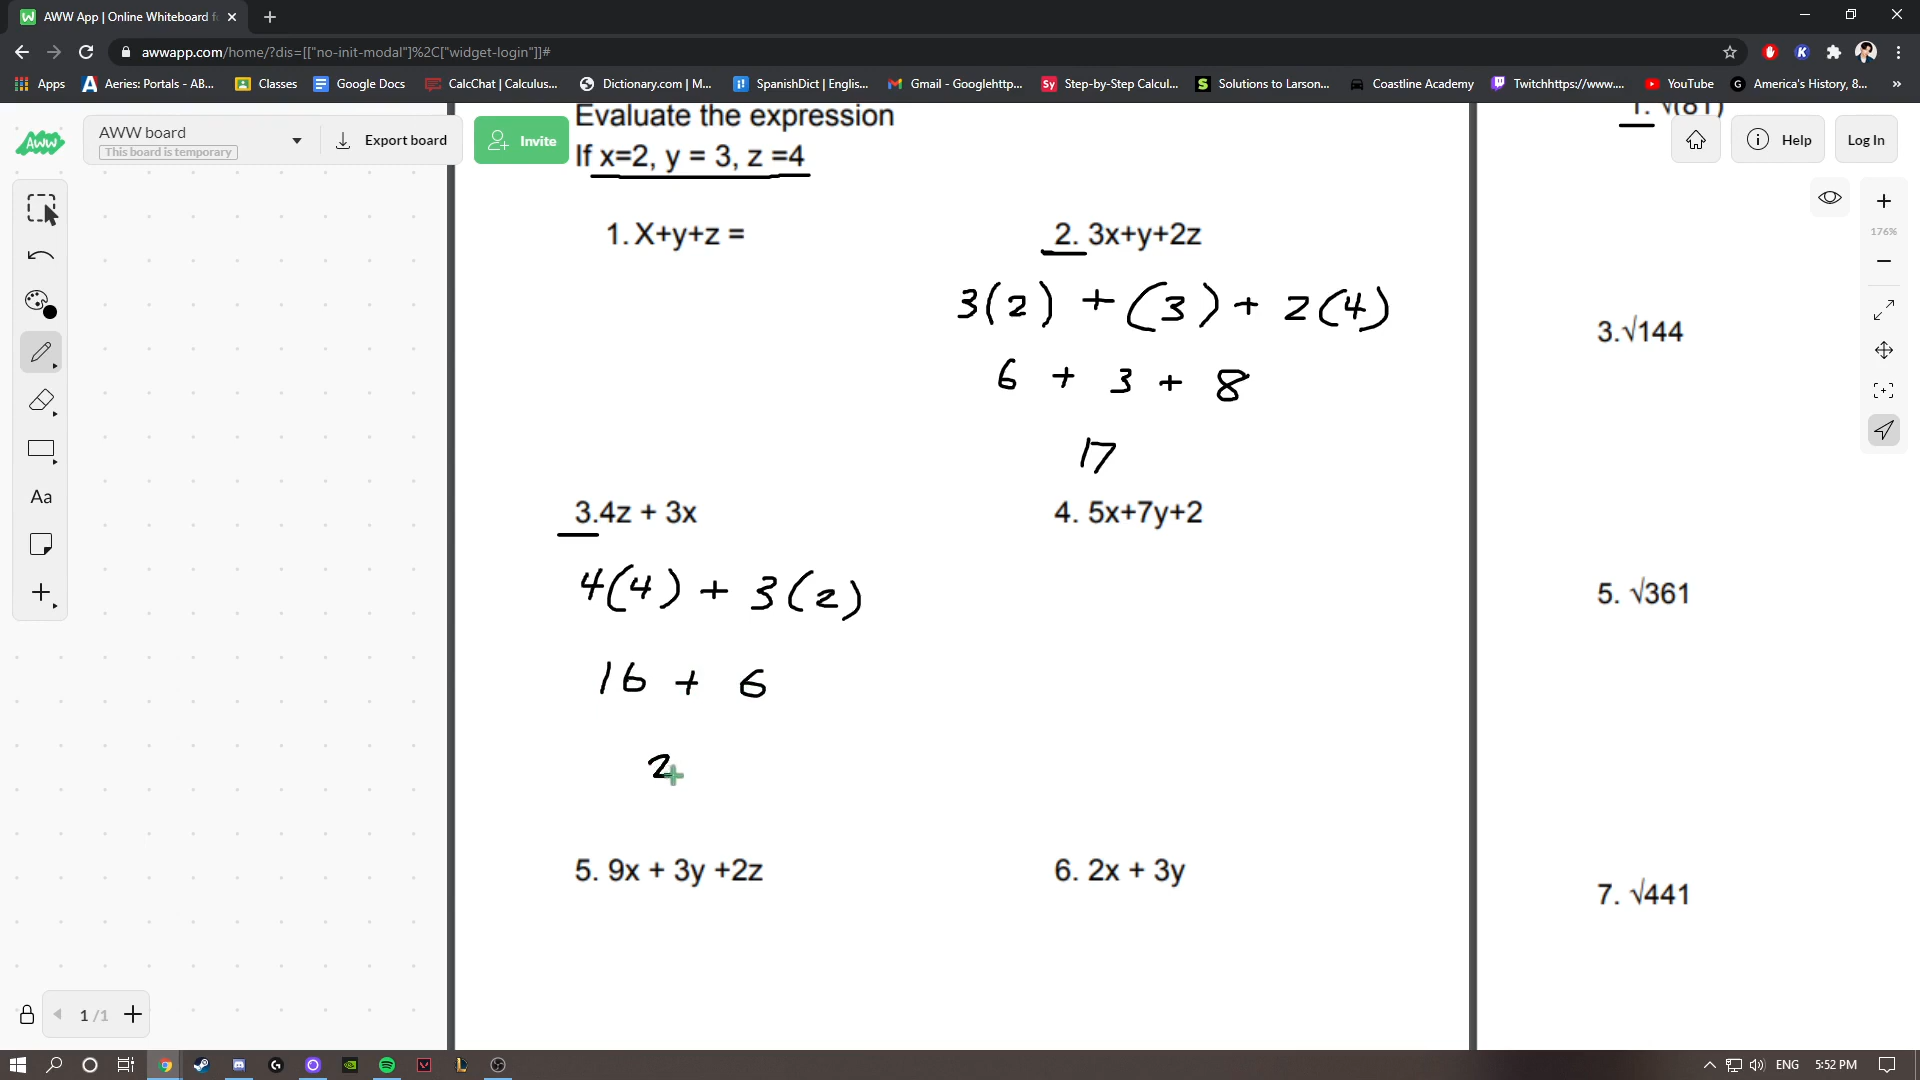 AWW App | Online Whiteboard f
awwapp.com/home/?dis=[["no-init-modal"]%2C["widget-login"]]#
Apps Aeries: Portals - AB... Classes Google Docs CalcChat | Calculus... Dictionary.com | M... SpanishDict | Englis... Gmail - Googlehttp... Step-by-Step Calcul... Solutions to Larson... Coastline Academy Twitchhttps://www.... YouTube America's History, 8... »
AWW
AWW board
This board is temporary
Export board
Invite
Help
Log In
176%
Aa
Evaluate the expression
If x=2, y = 3, z =4
1. X+y+z =
2. 3x+y+2z
3(2) + (3) + 2(4)
6 + 3 + 8
17
3.4z + 3x
4(4) + 3(2)
16 + 6
2
4. 5x+7y+2
5. 9x + 3y +2z
6. 2x + 3y
1. √(81)
3.√144
5. √361
7. √441
1 /1
ENG 5:52 PM